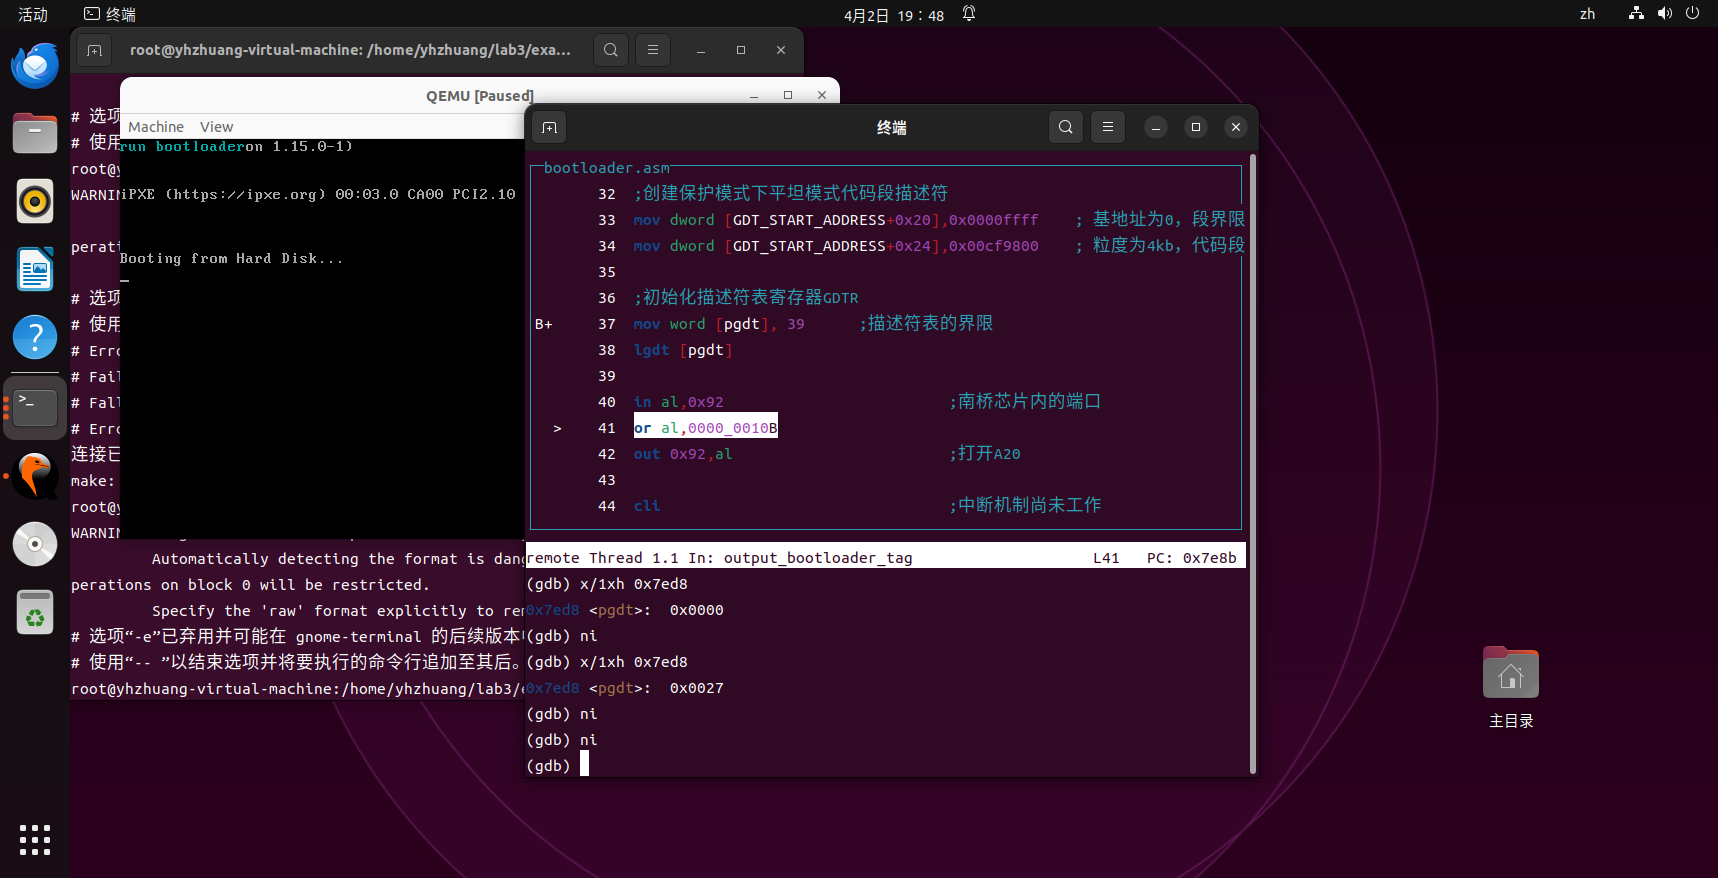 活动
终端
4月2日 19：48
zh
root@yhzhuang-virtual-machine: /home/yhzhuang/lab3/exa...
# 选项
# 使用
root@y
WARNIN
perati
# 选项
# 使用
# Erro
# Fail
# Fall
# Erro
连接已
make:
root@y
WARNIN
Automatically detecting the format is dang
perations on block 0 will be restricted.
Specify the 'raw' format explicitly to rem
# 选项“-e”已弃用并可能在 gnome-terminal 的后续版本中
# 使用“-- ”以结束选项并将要执行的命令行追加至其后。
root@yhzhuang-virtual-machine:/home/yhzhuang/lab3/e
QEMU [Paused]
Machine View
run bootloaderon 1.15.0-1)
iPXE (https://ipxe.org) 00:03.0 CA00 PCI2.10
Booting from Hard Disk...
终端
bootloader.asm
32 ;创建保护模式下平坦模式代码段描述符
33 mov dword [GDT_START_ADDRESS+0x20],0x0000ffff ; 基地址为0，段界限
34 mov dword [GDT_START_ADDRESS+0x24],0x00cf9800 ; 粒度为4kb，代码段
35
36 ;初始化描述符表寄存器GDTR
B+ 37 mov word [pgdt], 39 ;描述符表的界限
38 lgdt [pgdt]
39
40 in al,0x92 ;南桥芯片内的端口
> 41 or al,0000_0010B
42 out 0x92,al ;打开A20
43
44 cli ;中断机制尚未工作
remote Thread 1.1 In: output_bootloader_tag L41 PC: 0x7e8b
(gdb) x/1xh 0x7ed8
0x7ed8 <pgdt>: 0x0000
(gdb) ni
(gdb) x/1xh 0x7ed8
0x7ed8 <pgdt>: 0x0027
(gdb) ni
(gdb) ni
(gdb)
主目录